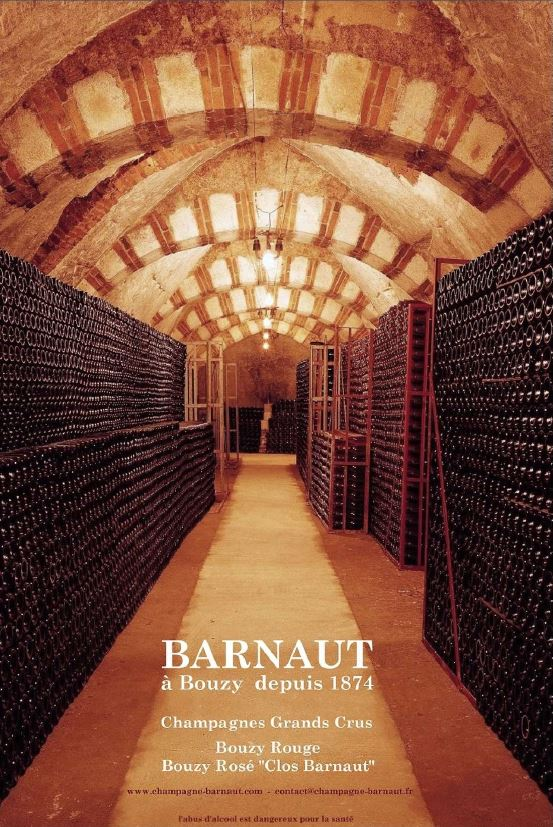 BARNAUT
à Bouzy depuis 1874
Champagnes Grands Crus
Bouzy Rouge
Bouzy Rosé "Clos Barnaut"
www.champagne-barnaut.com - contact@champagne-barnaut.fr
l'abus d'alcool est dangereux pour la santé